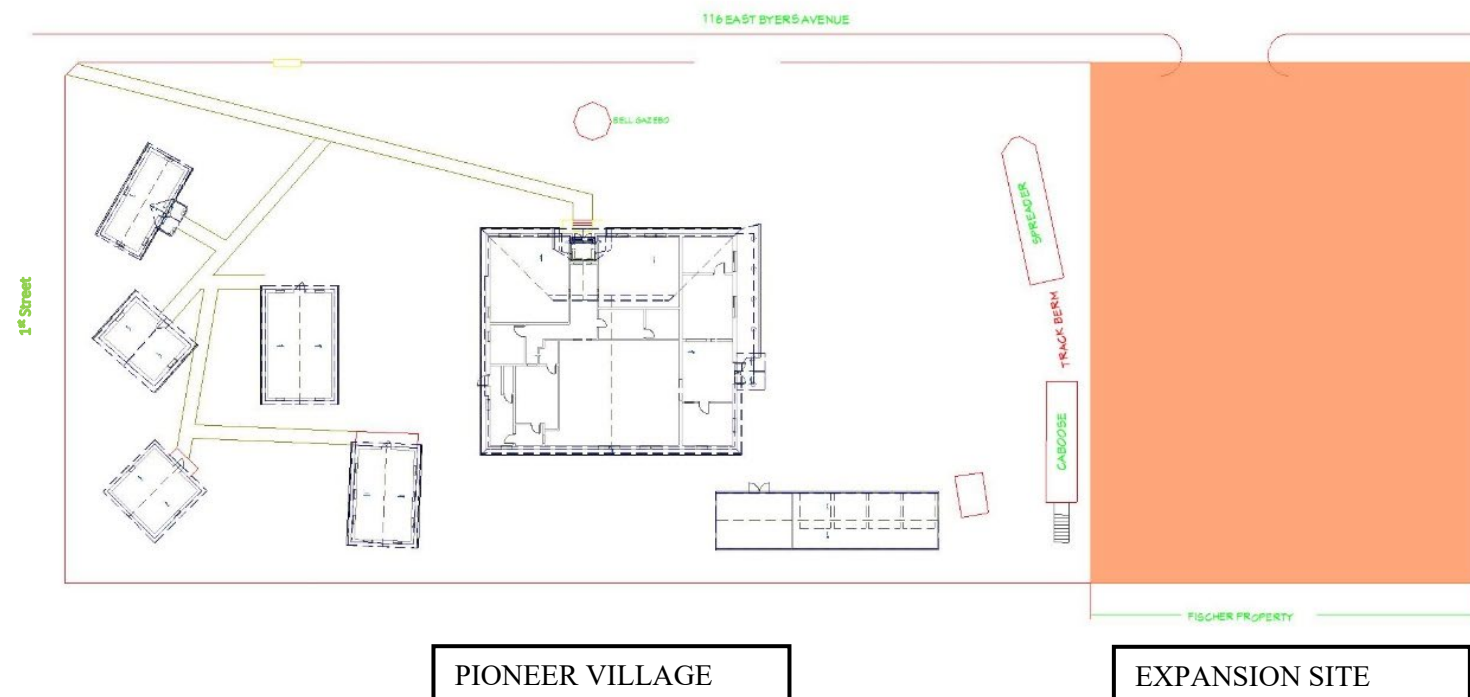 116 EAST BYERS AVENUE
BELL GAZEBO
SPREADER
1st Street
TRACK BERM
CABOOSE
FISCHER PROPERTY
PIONEER VILLAGE
EXPANSION SITE